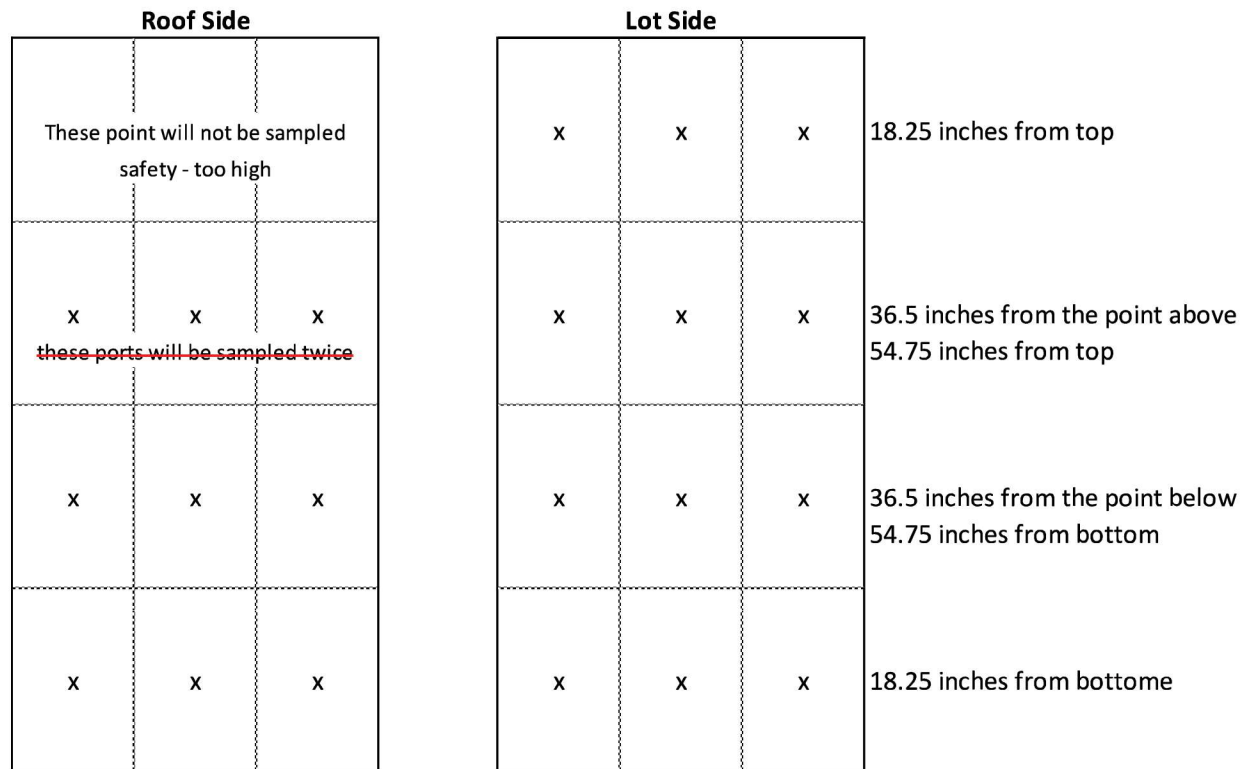 Roof Side
Lot Side
These point will not be sampled
safety - too high
x x x
18.25 inches from top
x x x
these ports will be sampled twice
x x x
36.5 inches from the point above
54.75 inches from top
x x x
x x x
36.5 inches from the point below
54.75 inches from bottom
x x x
x x x
18.25 inches from bottome